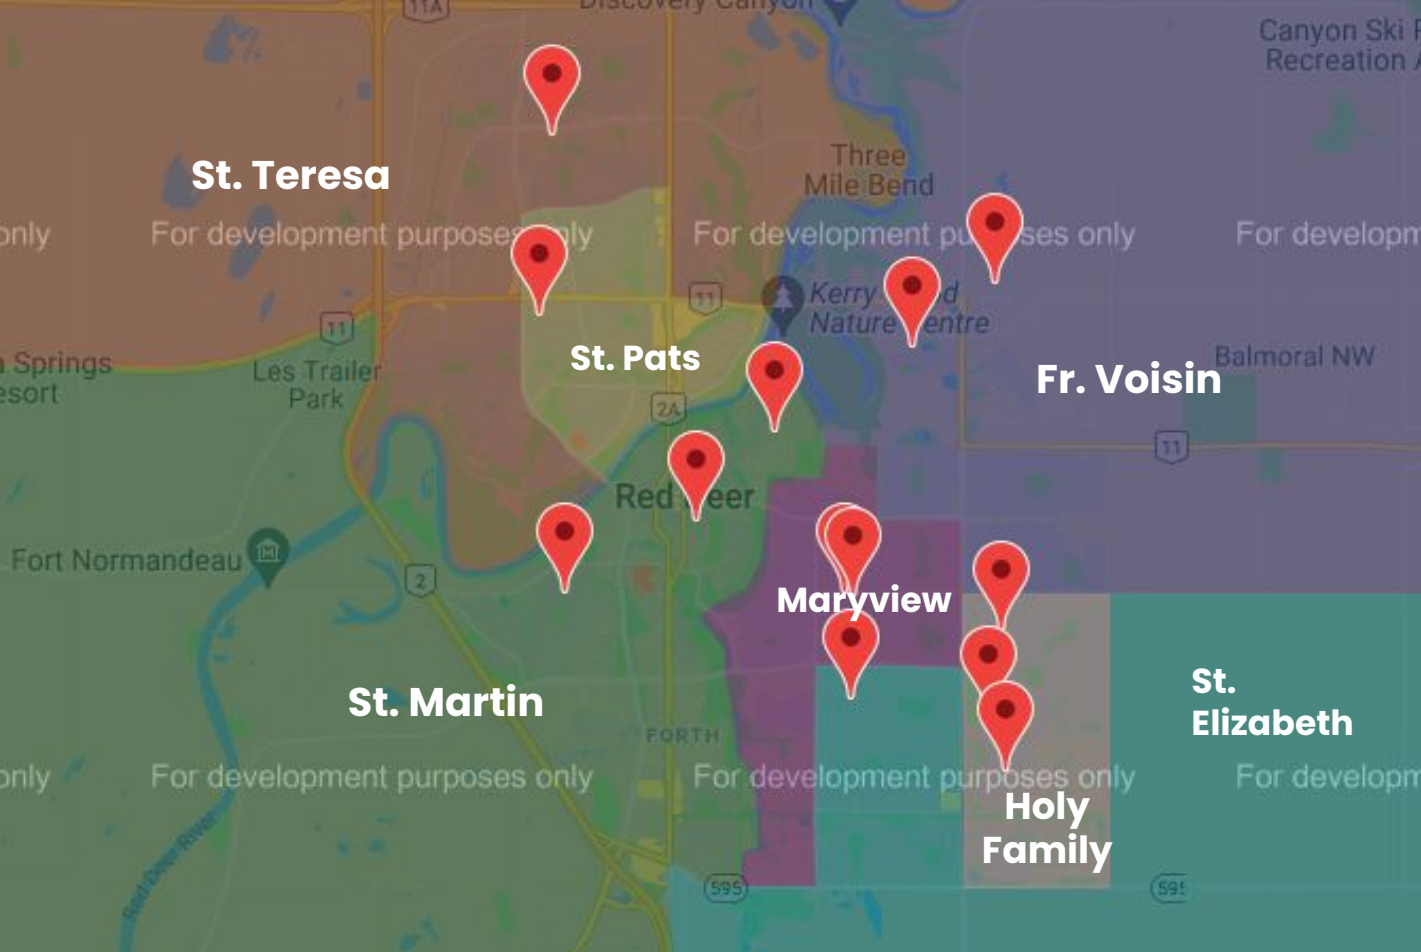 11A
Discovery Canyon
Canyon Ski
Recreation
Three
Mile Bend
St. Teresa
only
For development purposes only
For development purposes only
For developm
11
Kerry
Nature Centre
11
Springs
esort
Les Trailer
Park
St. Pats
Fr. Voisin
Balmoral NW
2A
11
Red Deer
Fort Normandeau
2
Maryview
St. Martin
St.
Elizabeth
FORTH
only
For development purposes only
For development purposes only
For developm
Holy
Family
Red Deer River
595
595